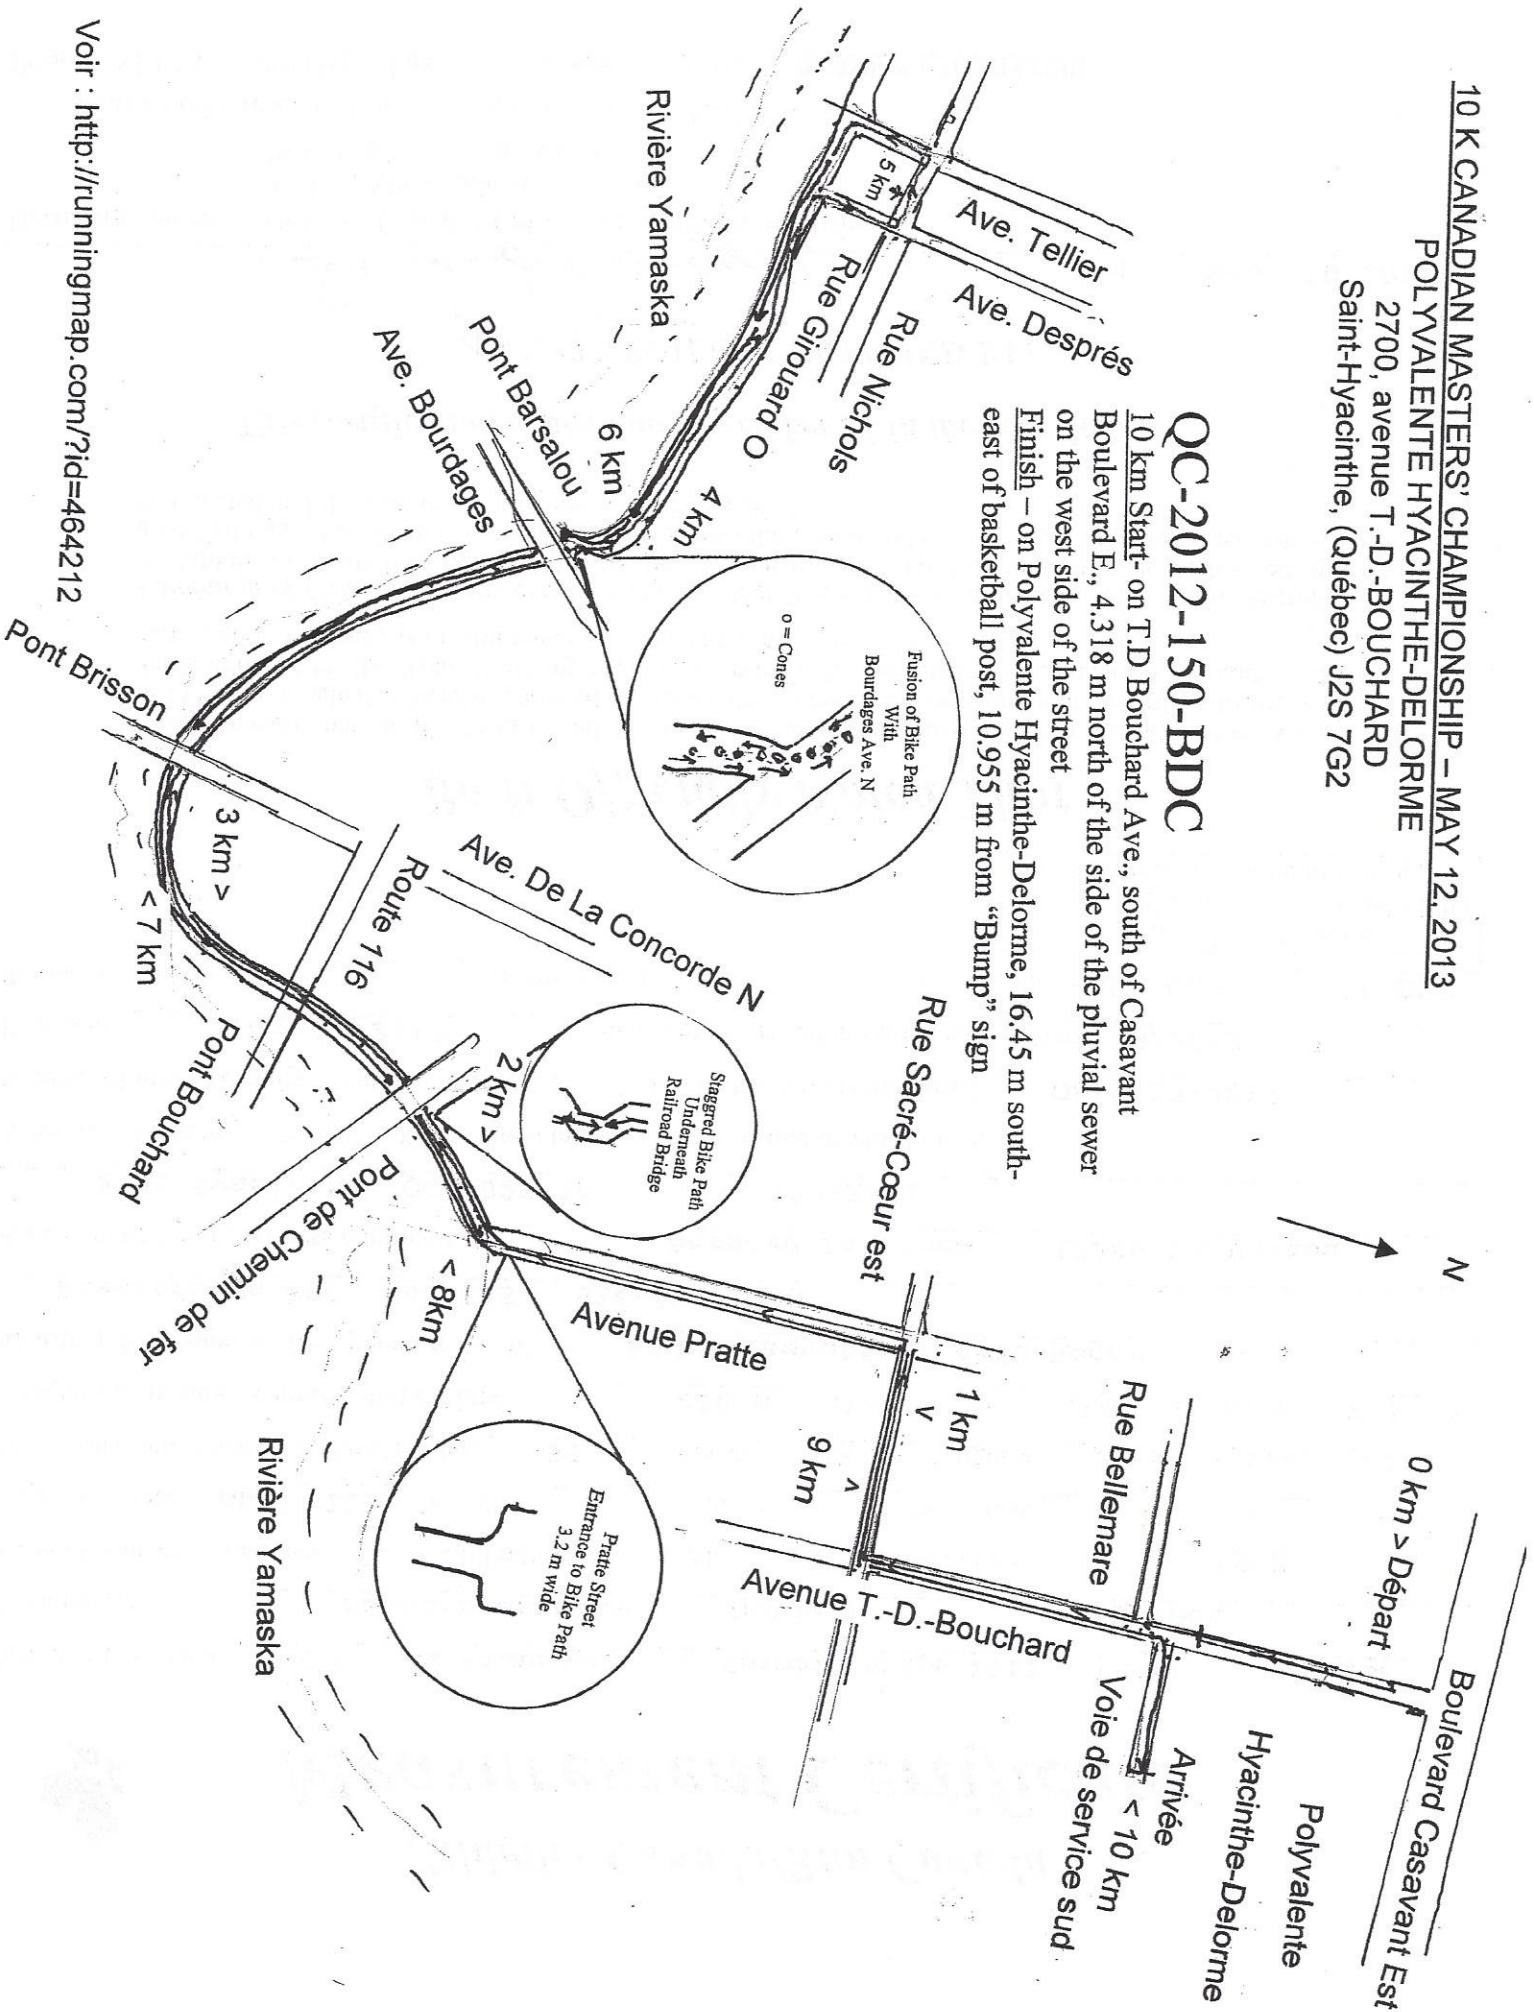 10 K CANADIAN MASTERS' CHAMPIONSHIP – MAY 12, 2013
POLYVALENTE HYACINTHE-DELORME
2700, avenue T.-D.-BOUCHARD
Saint-Hyacinthe, (Québec) J2S 7G2
QC-2012-150-BDC
10 km Start- on T.D Bouchard Ave., south of Casavant
Boulevard E., 4.318 m north of the side of the pluvial sewer
on the west side of the street
Finish – on Polyvalente Hyacinthe-Delorme, 16.45 m south-
east of basketball post, 10.955 m from “Bump” sign
N
Boulevard Casavant Est
0 km > Départ
Polyvalente
Hyacinthe-Delorme
Arrivée
< 10 km
Voie de service sud
Rue Bellemare
Avenue T.-D.-Bouchard
1 km
>
<
9 km
Rue Sacré-Cœur est
Avenue Pratte
Pratte Street
Entrance to Bike Path
3.2 m wide
< 8km
Rivière Yamaska
Staggred Bike Path
Underneath
Railroad Bridge
2 km >
Pont de Chemin de fer
Pont Bouchard
Ave. De La Concorde N
Route 116
3 km >
< 7 km
Pont Brisson
Fusion of Bike Path
With
Bourdages Ave. N
o = Cones
4 km
6 km
Pont Barsalou
Ave. Bourdages
Ave. Tellier
Ave. Després
Rue Nichols
Rue Girouard O
5 km
Rivière Yamaska
Voir : http://runningmap.com/?id=464212